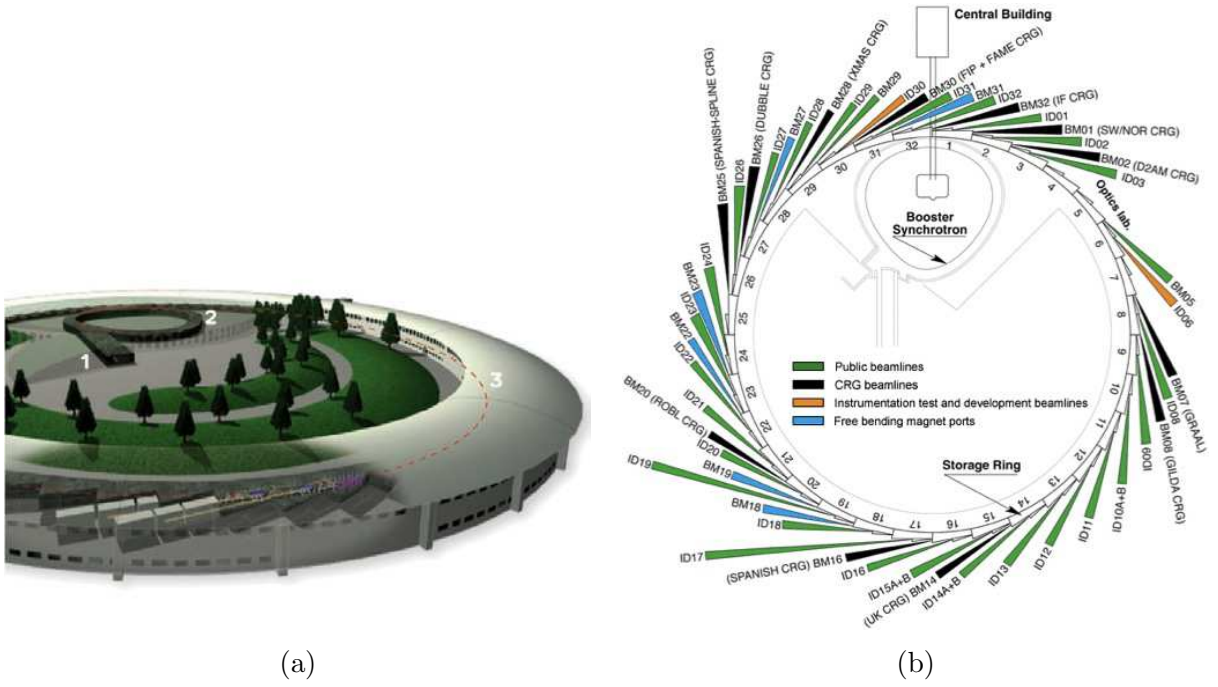 1
2
3
(a)
Central Building
BM25 (SPANISH-SPLINE CRG)
ID26
BM26 (DUBBLE CRG)
ID27
BM27
ID28
BM28 (XMAS CRG)
ID29
BM29
ID30
BM30 (FIP + FAME CRG)
ID31
BM31
ID32
BM32 (IF CRG)
ID01
BM01 (SW/NOR CRG)
ID02
BM02 (D2AM CRG)
ID03
Optics lab.
BM05
ID06
BM07 (GRAAL)
ID08
BM08 (GILDA CRG)
ID09
ID10A+B
ID11
ID12
ID13
ID14A+B
(UK CRG) BM14
ID15A+B
ID16
(SPANISH CRG) BM16
ID17
ID18
BM18
ID19
BM19
ID20
BM20 (ROBL CRG)
ID21
ID22
BM22
ID23
BM23
ID24
1
2
3
4
5
6
7
8
9
10
11
12
13
14
15
16
17
18
19
20
21
22
23
24
25
26
27
28
29
30
31
32
Booster
Synchrotron
Public beamlines
CRG beamlines
Instrumentation test and development beamlines
Free bending magnet ports
Storage Ring
(b)